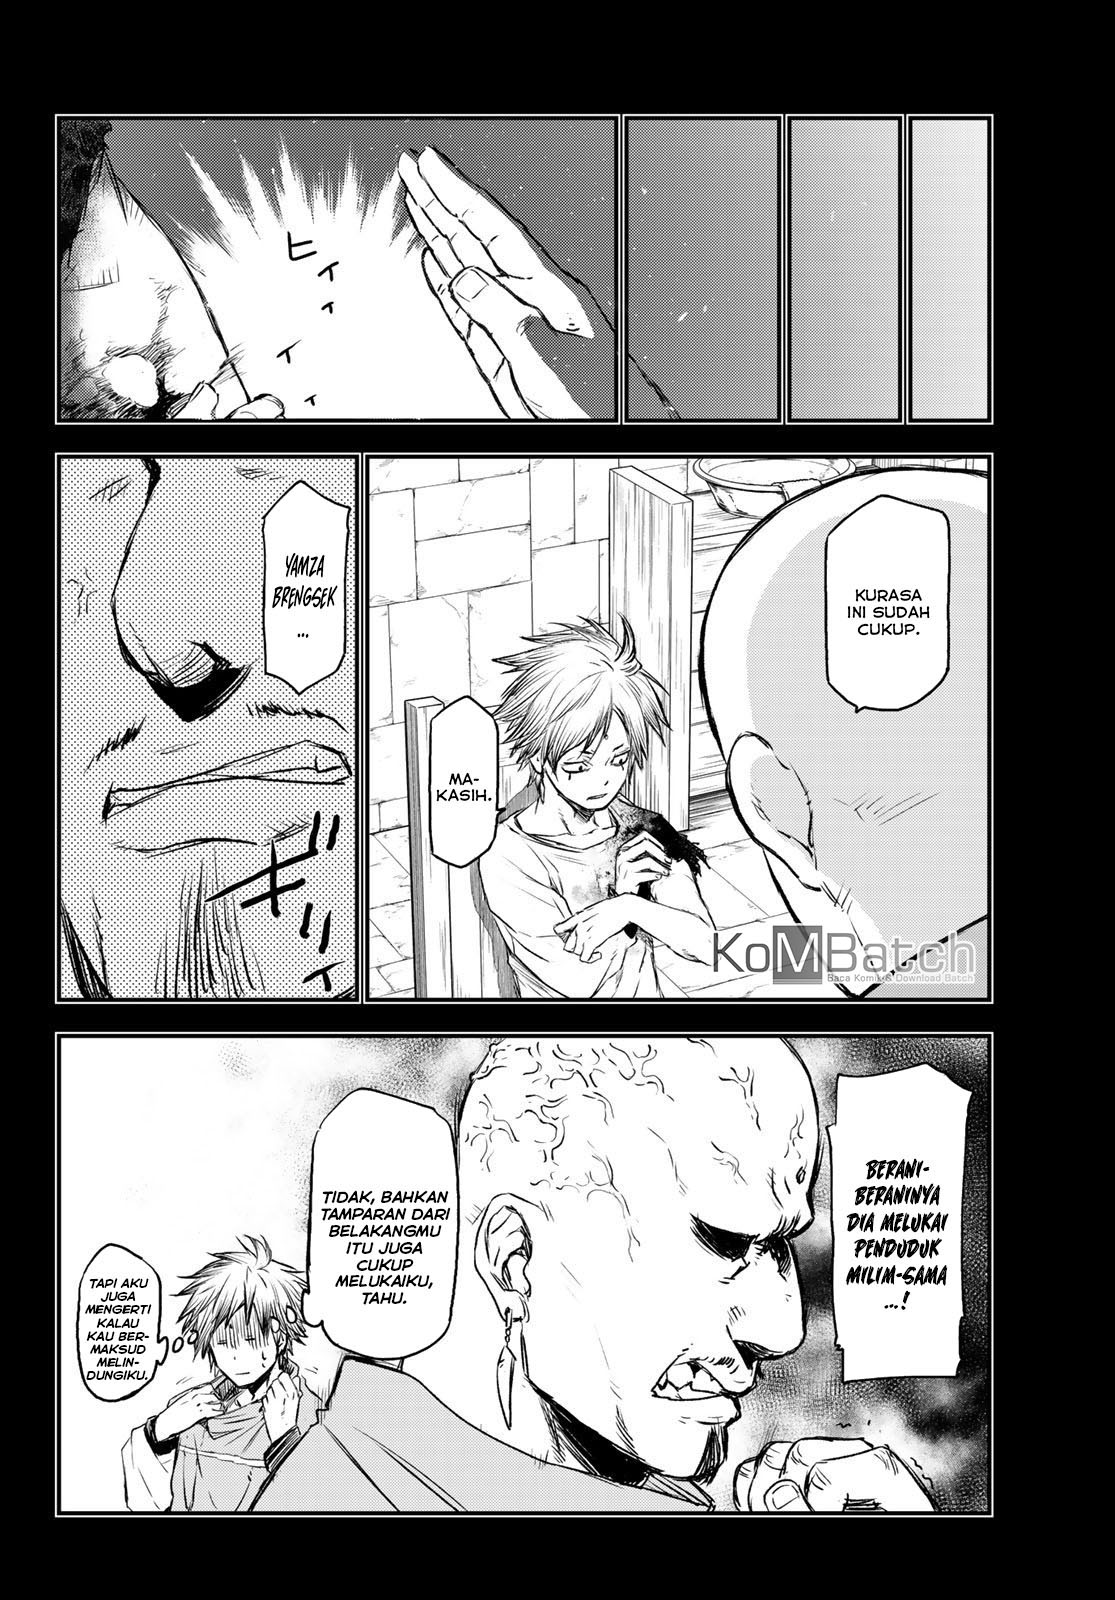 ヒィィィィ
KURASA
INI SUDAH
CUKUP.
MA-
KASIH.
YAMZA
BRENGSEK
...
ギリィ
KoMBatch
Baca Komik & Download Batch
BERANI-
BERANINYA
DIA MELUKAI
PENDUDUK
MILIM-SAMA
...!
TIDAK, BAHKAN
TAMPARAN DARI
BELAKANGMU
ITU JUGA
CUKUP
MELUKAIKU,
TAHU.
TAPI AKU
JUGA
MENGERTI
KALAU
KAU BER-
MAKSUD
MELIN-
DUNGIKU.